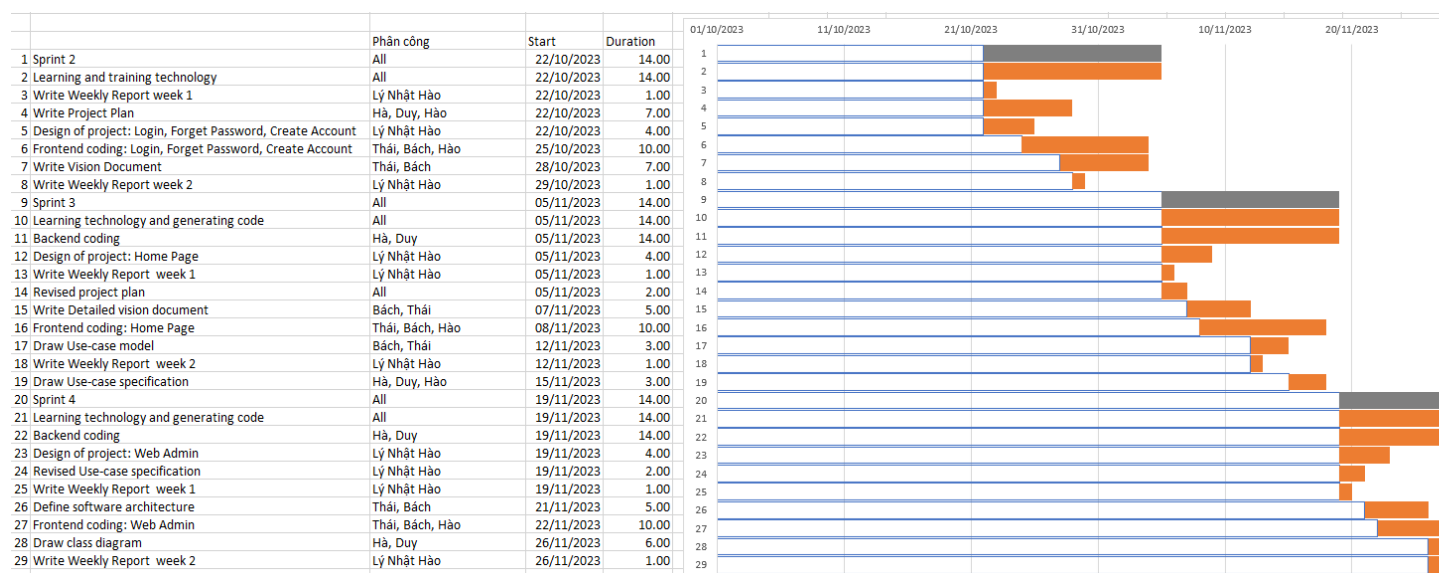 01/10/2023 11/10/2023 21/10/2023 31/10/2023 10/11/2023 20/11/2023
Phân công Start Duration
1 Sprint 2 All 22/10/2023 14.00 1
2 Learning and training technology All 22/10/2023 14.00 2
3 Write Weekly Report week 1 Lý Nhật Hào 22/10/2023 1.00 3
4 Write Project Plan Hà, Duy, Hào 22/10/2023 7.00 4
5 Design of project: Login, Forget Password, Create Account Lý Nhật Hào 22/10/2023 4.00 5
6 Frontend coding: Login, Forget Password, Create Account Thái, Bách, Hào 25/10/2023 10.00 6
7 Write Vision Document Thái, Bách 28/10/2023 7.00 7
8 Write Weekly Report week 2 Lý Nhật Hào 29/10/2023 1.00 8
9 Sprint 3 All 05/11/2023 14.00 9
10 Learning technology and generating code All 05/11/2023 14.00 10
11 Backend coding Hà, Duy 05/11/2023 14.00 11
12 Design of project: Home Page Lý Nhật Hào 05/11/2023 4.00 12
13 Write Weekly Report  week 1 Lý Nhật Hào 05/11/2023 1.00 13
14 Revised project plan All 05/11/2023 2.00 14
15 Write Detailed vision document Bách, Thái 07/11/2023 5.00 15
16 Frontend coding: Home Page Thái, Bách, Hào 08/11/2023 10.00 16
17 Draw Use-case model Bách, Thái 12/11/2023 3.00 17
18 Write Weekly Report  week 2 Lý Nhật Hào 12/11/2023 1.00 18
19 Draw Use-case specification Hà, Duy, Hào 15/11/2023 3.00 19
20 Sprint 4 All 19/11/2023 14.00 20
21 Learning technology and generating code All 19/11/2023 14.00 21
22 Backend coding Hà, Duy 19/11/2023 14.00 22
23 Design of project: Web Admin Lý Nhật Hào 19/11/2023 4.00 23
24 Revised Use-case specification Lý Nhật Hào 19/11/2023 2.00 24
25 Write Weekly Report  week 1 Lý Nhật Hào 19/11/2023 1.00 25
26 Define software architecture Thái, Bách 21/11/2023 5.00 26
27 Frontend coding: Web Admin Thái, Bách, Hào 22/11/2023 10.00 27
28 Draw class diagram Hà, Duy 26/11/2023 6.00 28
29 Write Weekly Report  week 2 Lý Nhật Hào 26/11/2023 1.00 29